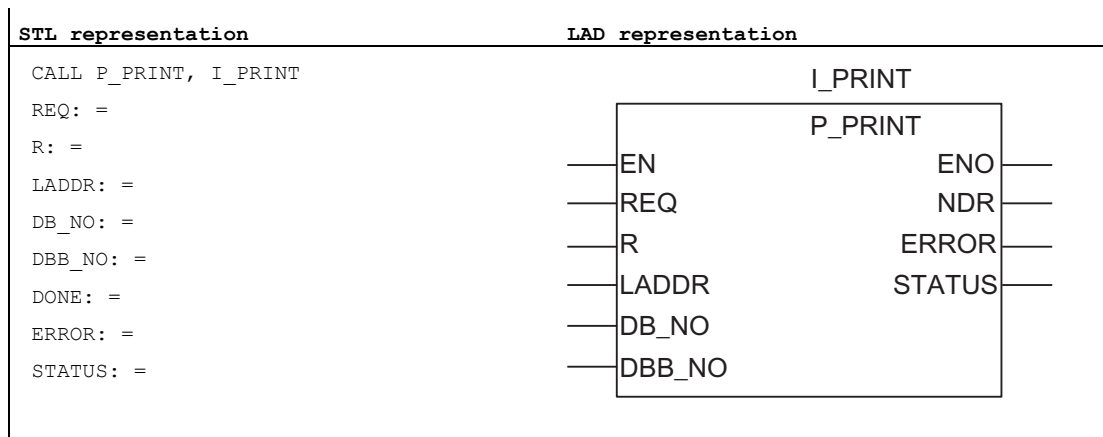 STL representation
LAD representation
CALL P_PRINT, I_PRINT
REQ: =
R: =
LADDR: =
DB_NO: =
DBB_NO: =
DONE: =
ERROR: =
STATUS: =
I_PRINT
P_PRINT
EN ENO
REQ NDR
R ERROR
LADDR STATUS
DB_NO
DBB_NO